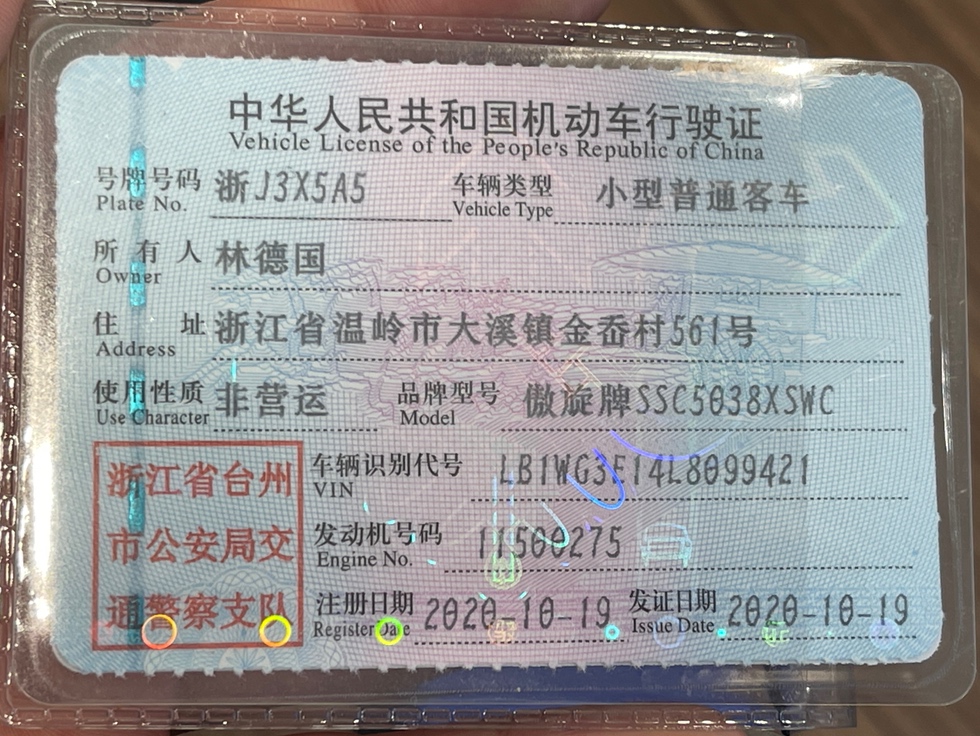 中华人民共和国机动车行驶证
Vehicle License of the People's Republic of China
号牌号码 浙J3X5A5 车辆类型 小型普通客车
Plate No. Vehicle Type
所有人 林德国
Owner
住址 浙江省温岭市大溪镇金岙村561号
Address
使用性质 非营运 品牌型号 傲旋牌SSC5038XSWC
Use Character Model
浙江省台州
市公安局交
通警察支队
车辆识别代号 LB1WG3E14L8099421
VIN
发动机号码 11500275
Engine No.
注册日期 2020-10-19 发证日期 2020-10-19
Register Date Issue Date